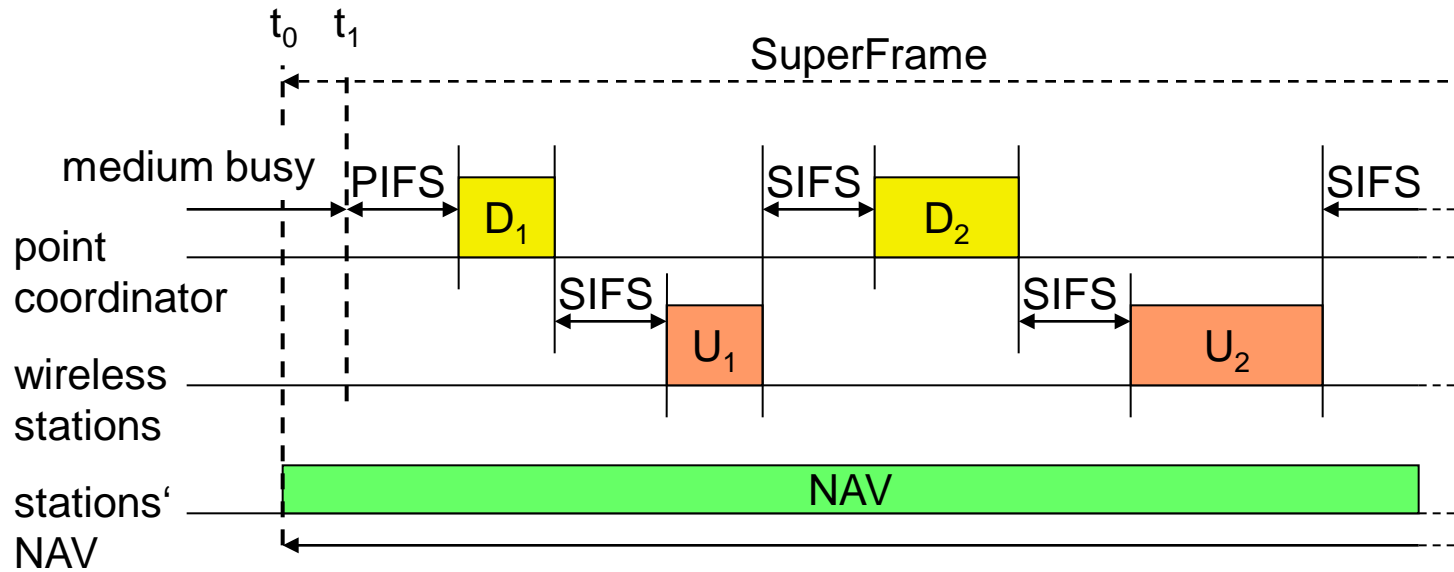 t₀ t₁
SuperFrame
medium busy
PIFS
D₁
SIFS
D₂
SIFS
point
coordinator
SIFS
U₁
SIFS
U₂
wireless
stations
NAV
stations‘
NAV